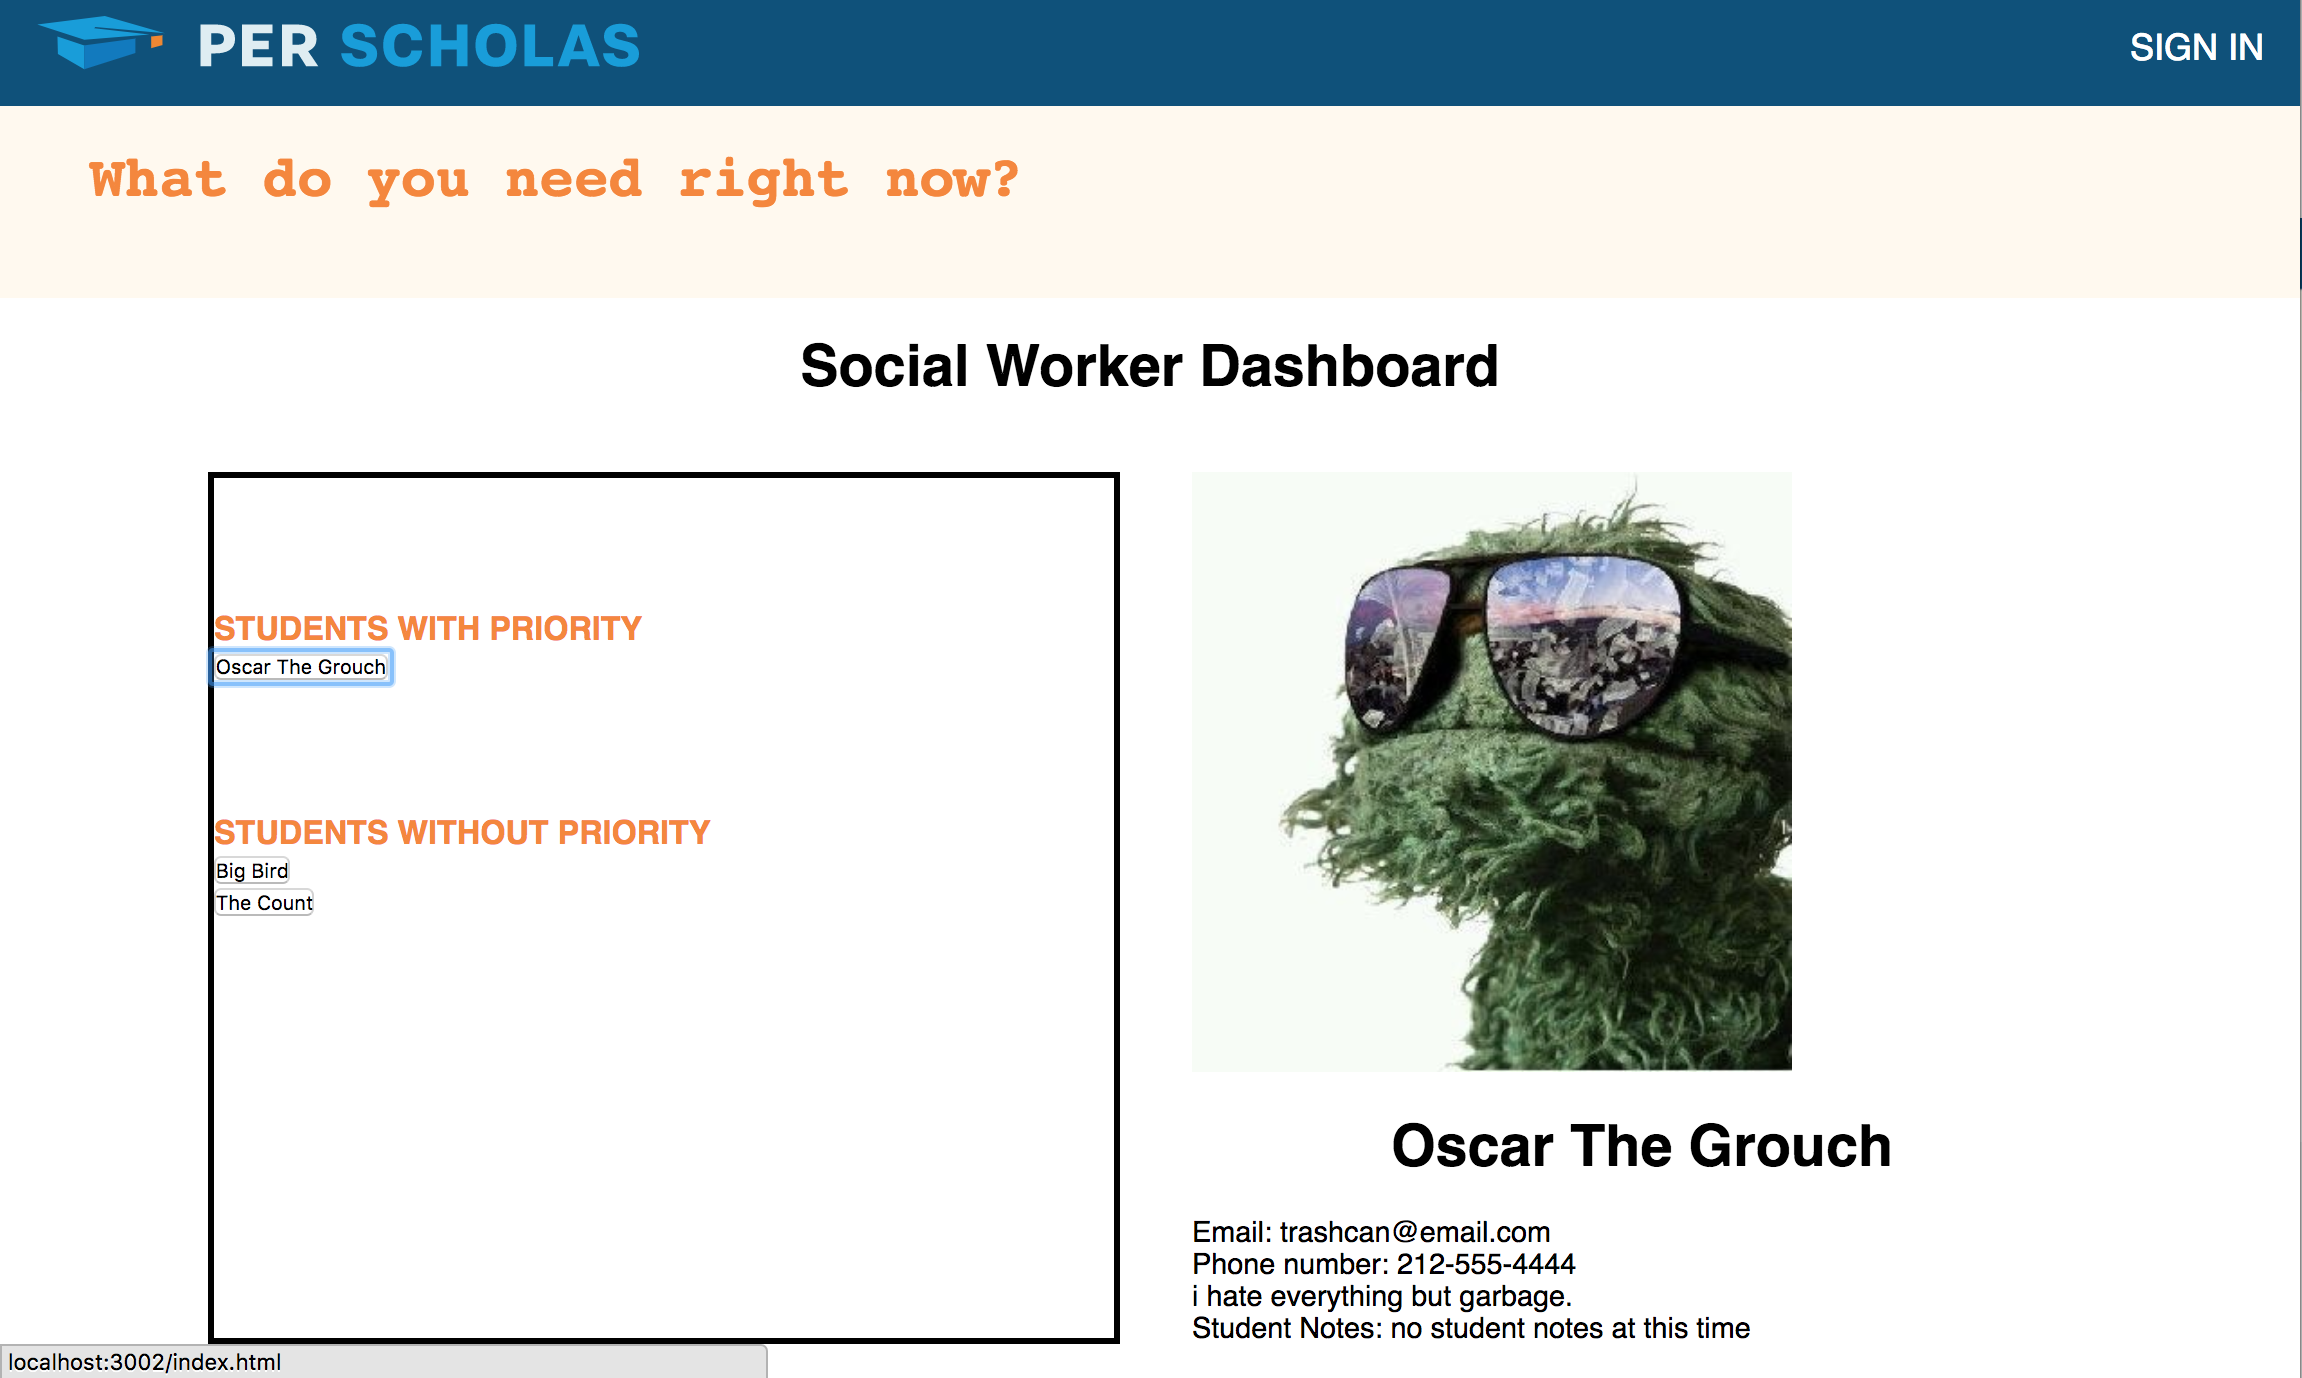 PER SCHOLAS
SIGN IN
What do you need right now?
Social Worker Dashboard
STUDENTS WITH PRIORITY
Oscar The Grouch
STUDENTS WITHOUT PRIORITY
Big Bird
The Count
Oscar The Grouch
Email: trashcan@email.com
Phone number: 212-555-4444
i hate everything but garbage.
Student Notes: no student notes at this time
localhost:3002/index.html